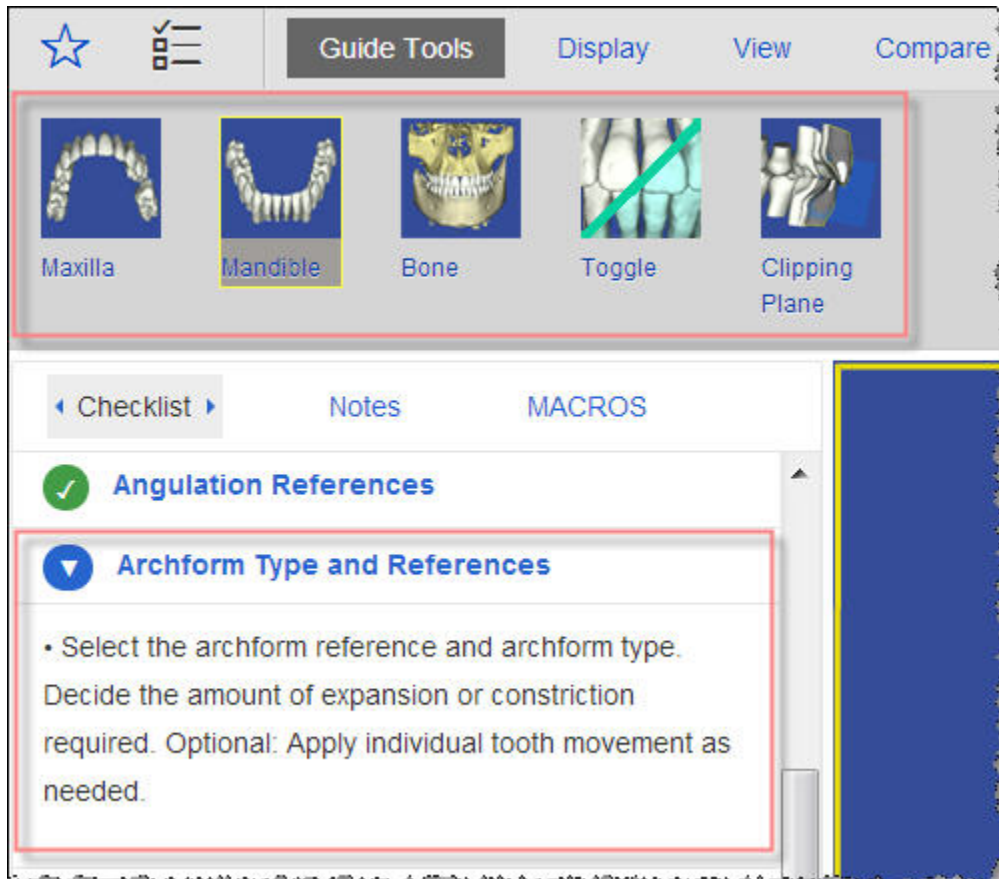 Guide Tools Display View Compare
Maxilla Mandible Bone Toggle Clipping
Plane
Checklist Notes MACROS
Angulation References
Archform Type and References
• Select the archform reference and archform type.
Decide the amount of expansion or constriction
required. Optional: Apply individual tooth movement as
needed.